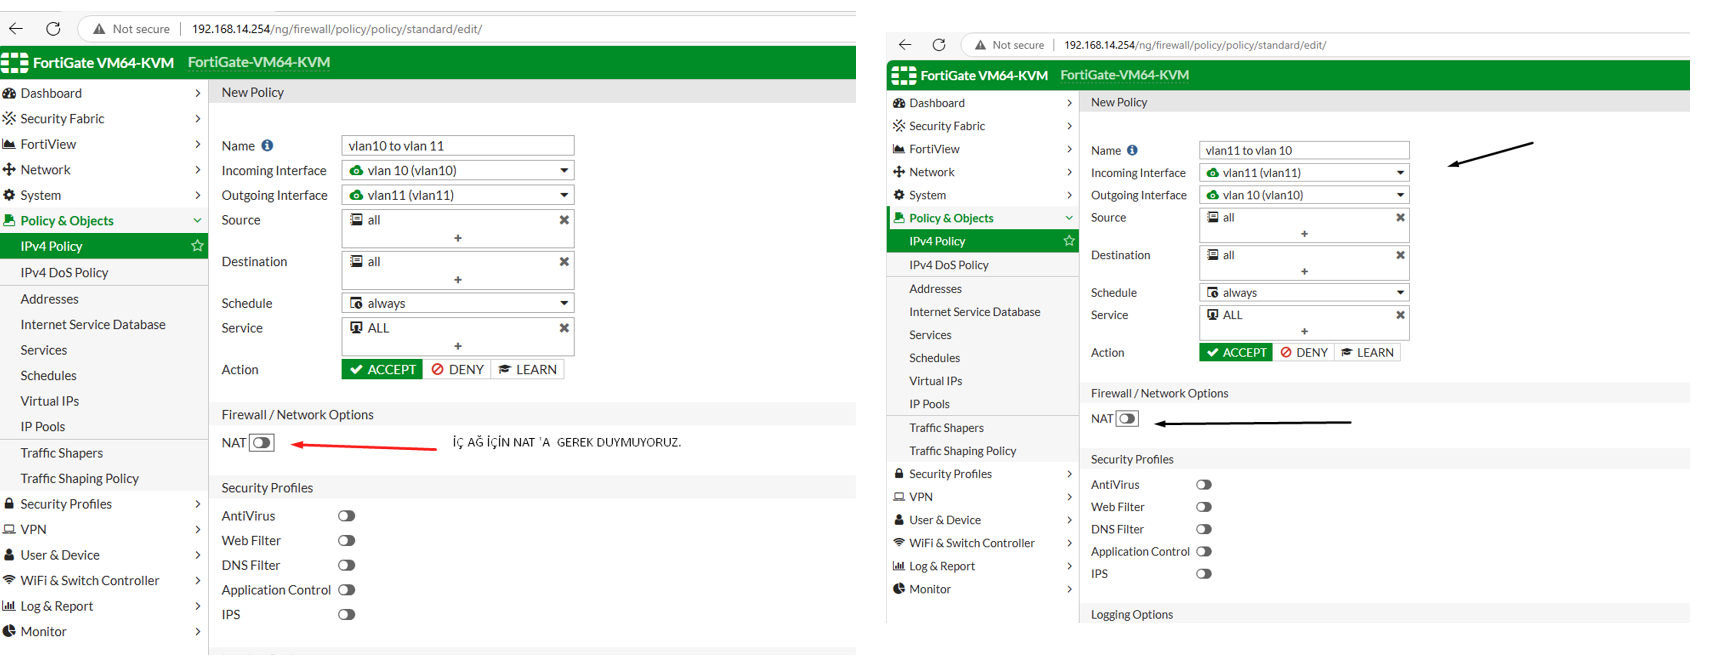 Not secure
192.168.14.254/ng/firewall/policy/policy/standard/edit/
FortiGate VM64-KVM FortiGate-VM64-KVM
Dashboard
Security Fabric
FortiView
Network
System
Policy & Objects
IPv4 Policy
IPv4 DoS Policy
Addresses
Internet Service Database
Services
Schedules
Virtual IPs
IP Pools
Traffic Shapers
Traffic Shaping Policy
Security Profiles
VPN
User & Device
WiFi & Switch Controller
Log & Report
Monitor
New Policy
Name vlan10 to vlan 11
Incoming Interface vlan 10 (vlan10)
Outgoing Interface vlan11 (vlan11)
Source all
+
Destination all
+
Schedule always
Service ALL
+
Action ACCEPT DENY LEARN
Firewall / Network Options
NAT İÇ AĞ İÇİN NAT 'A GEREK DUYMUYORUZ.
Security Profiles
AntiVirus
Web Filter
DNS Filter
Application Control
IPS
Not secure
192.168.14.254/ng/firewall/policy/policy/standard/edit/
FortiGate VM64-KVM FortiGate-VM64-KVM
Dashboard
Security Fabric
FortiView
Network
System
Policy & Objects
IPv4 Policy
IPv4 DoS Policy
Addresses
Internet Service Database
Services
Schedules
Virtual IPs
IP Pools
Traffic Shapers
Traffic Shaping Policy
Security Profiles
VPN
User & Device
WiFi & Switch Controller
Log & Report
Monitor
New Policy
Name vlan11 to vlan 10
Incoming Interface vlan11 (vlan11)
Outgoing Interface vlan 10 (vlan10)
Source all
+
Destination all
+
Schedule always
Service ALL
+
Action ACCEPT DENY LEARN
Firewall / Network Options
NAT
Security Profiles
AntiVirus
Web Filter
DNS Filter
Application Control
IPS
Logging Options